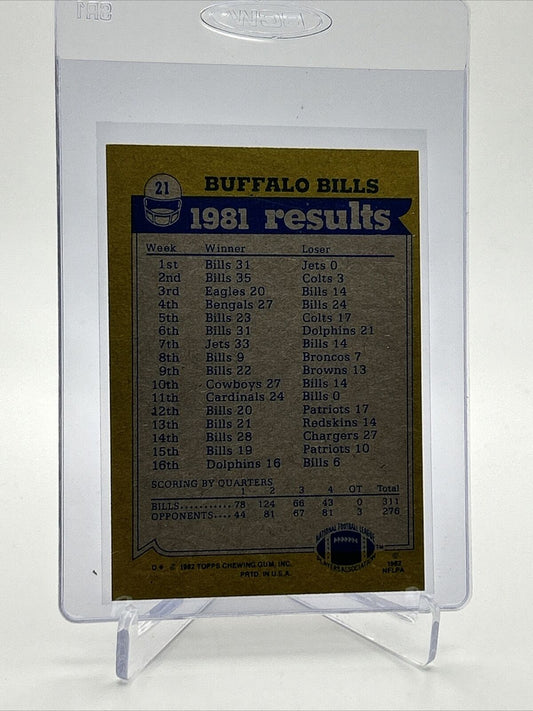 21
BUFFALO BILLS
1981 results
Week Winner Loser
1st Bills 31 Jets 0
2nd Bills 35 Colts 3
3rd Eagles 20 Bills 14
4th Bengals 27 Bills 24
5th Bills 23 Colts 17
6th Bills 31 Dolphins 21
7th Jets 33 Bills 14
8th Bills 9 Broncos 7
9th Bills 22 Browns 13
10th Cowboys 27 Bills 14
11th Cardinals 24 Bills 0
12th Bills 20 Patriots 17
13th Bills 21 Redskins 14
14th Bills 28 Chargers 27
15th Bills 19 Patriots 10
16th Dolphins 16 Bills 6
SCORING BY QUARTERS
1 2 3 4 OT Total
BILLS........... 78 124 66 43 0 311
OPPONENTS.... 44 81 67 81 3 276
NATIONAL FOOTBALL LEAGUE
PLAYERS ASSOCIATION
© 1982 NFLPA
D* © 1982 TOPPS CHEWING GUM, INC.
PRTD. IN U.S.A.